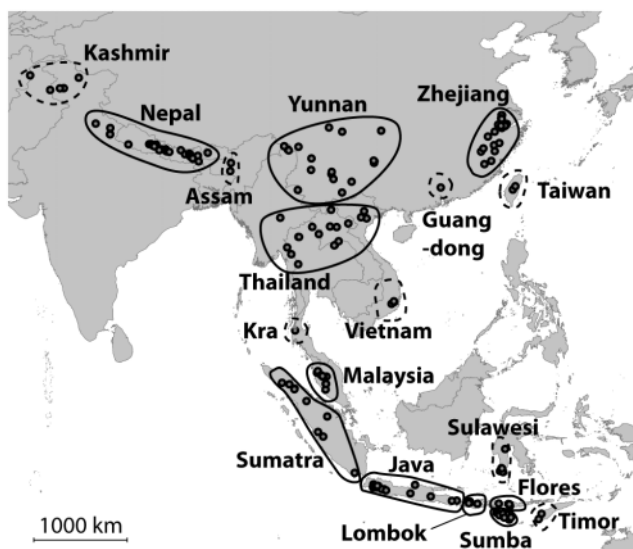 Kashmir
Nepal
Yunnan
Zhejiang
Assam
Guang
-dong
Taiwan
Thailand
Kra
Vietnam
Malaysia
Sulawesi
Sumatra
Java
Flores
Lombok
Timor
Sumba
1000 km